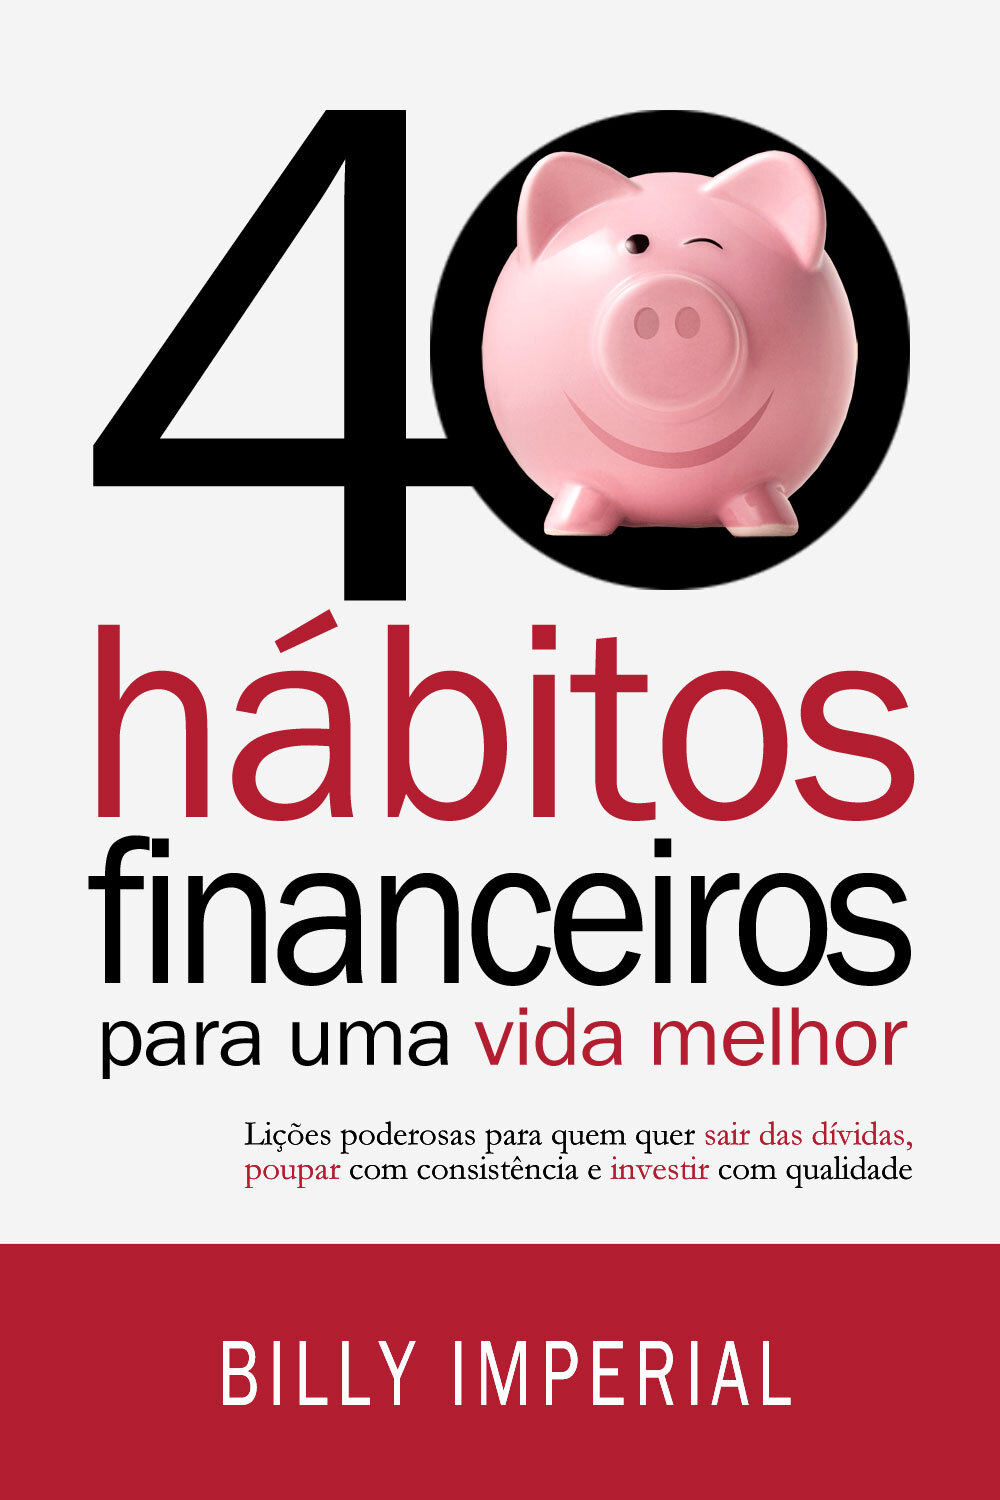 40
hábitos
financeiros
para uma vida melhor
Lições poderosas para quem quer sair das dívidas,
poupar com consistência e investir com qualidade
BILLY IMPERIAL